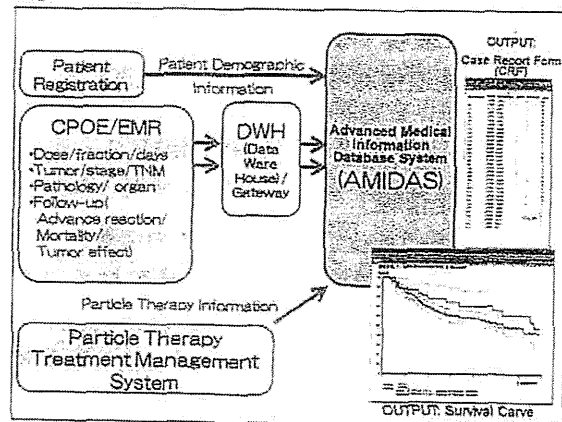 Patient
Registration
Patient Demographic
Information
CPOE/EMR
•Dose/fraction/days
•Tumor/stage/TNM
•Pathology/ organ
•Follow-up(
Advance reaction/
Mortality/
Tumor effect)
DWH
(Data
Ware
House)/
Gateway
Advanced Medical
Information
Database System
(AMIDAS)
OUTPUT:
Case Report Form
(CRF)
Particle Therapy Information
Particle Therapy
Treatment Management
System
OUTPUT: Survival Carve